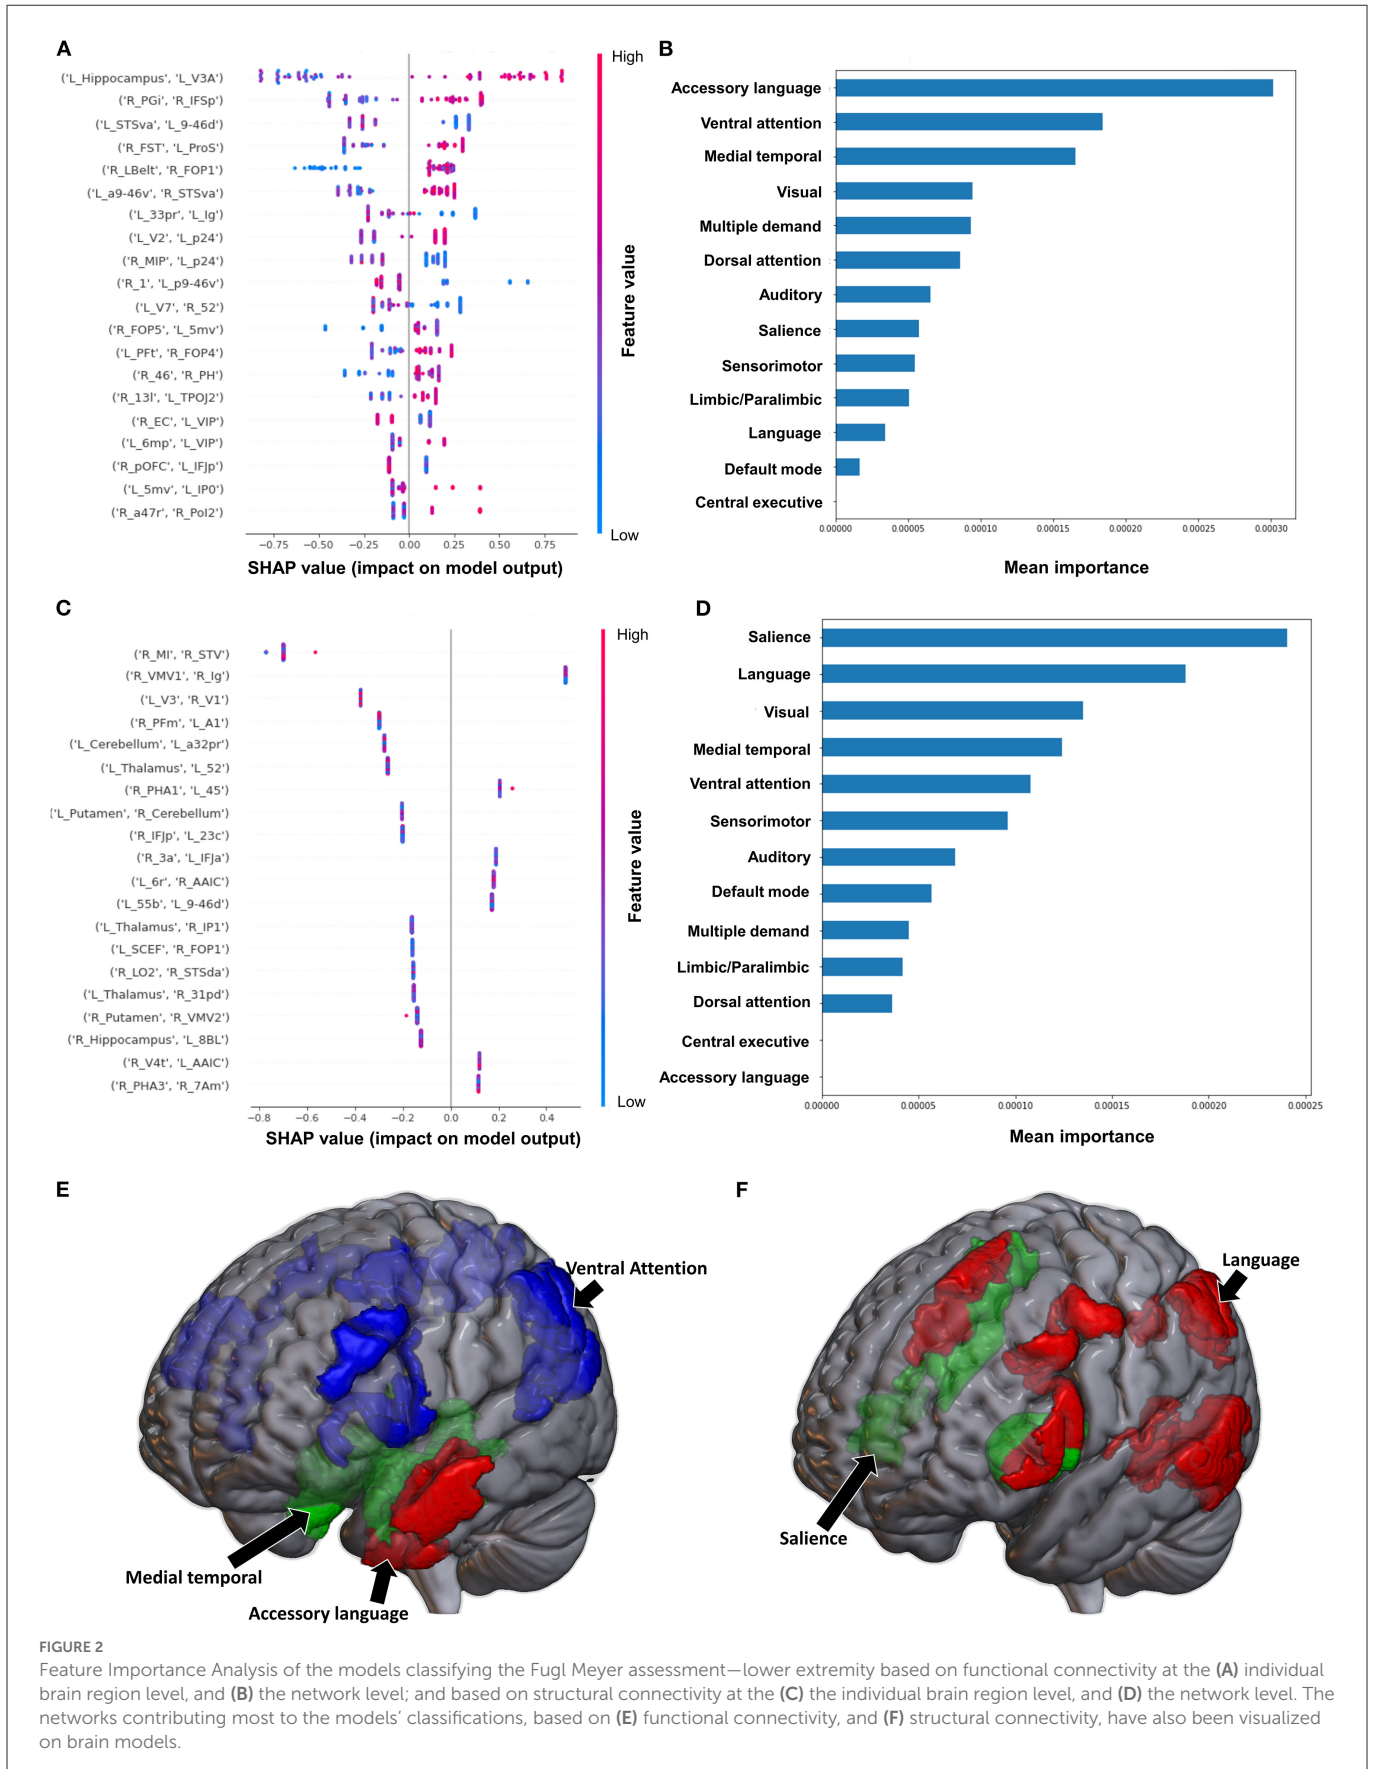 A
('L_Hippocampus', 'L_V3A')
('R_PGi', 'R_IFSp')
('L_STSva', 'L_9-46d')
('R_FST', 'L_ProS')
('R_LBelt', 'R_FOP1')
('L_a9-46v', 'R_STSva')
('L_33pr', 'L_Ig')
('L_V2', 'L_p24')
('R_MIP', 'L_p24')
('R_1', 'L_p9-46v')
('L_V7', 'R_52')
('R_FOP5', 'L_5mv')
('L_PFt', 'R_FOP4')
('R_46', 'R_PH')
('R_13l', 'L_TPOJ2')
('R_EC', 'L_VIP')
('L_6mp', 'L_VIP')
('R_pOFC', 'L_IFJp')
('L_5mv', 'L_IP0')
('R_a47r', 'R_PoI2')
−0.75 −0.50 −0.25 0.00 0.25 0.50 0.75
SHAP value (impact on model output)
High
Feature value
Low
B
Accessory language
Ventral attention
Medial temporal
Visual
Multiple demand
Dorsal attention
Auditory
Salience
Sensorimotor
Limbic/Paralimbic
Language
Default mode
Central executive
0.00000 0.00005 0.00010 0.00015 0.00020 0.00025 0.00030
Mean importance
C
('R_MI', 'R_STV')
('R_VMV1', 'R_Ig')
('L_V3', 'R_V1')
('R_PFm', 'L_A1')
('L_Cerebellum', 'L_a32pr')
('L_Thalamus', 'L_52')
('R_PHA1', 'L_45')
'L_Putamen', 'R_Cerebellum')
('R_IFJp', 'L_23c')
('R_3a', 'L_IFJa')
('L_6r', 'R_AAIC')
('L_55b', 'L_9-46d')
('L_Thalamus', 'R_IP1')
('L_SCEF', 'R_FOP1')
('R_LO2', 'R_STSda')
('L_Thalamus', 'R_31pd')
('R_Putamen', 'R_VMV2')
('R_Hippocampus', 'L_8BL')
('R_V4t', 'L_AAIC')
('R_PHA3', 'R_7Am')
−0.8 −0.6 −0.4 −0.2 0.0 0.2 0.4
SHAP value (impact on model output)
High
Feature value
Low
D
Salience
Language
Visual
Medial temporal
Ventral attention
Sensorimotor
Auditory
Default mode
Multiple demand
Limbic/Paralimbic
Dorsal attention
Central executive
Accessory language
0.00000 0.00005 0.00010 0.00015 0.00020 0.00025
Mean importance
E
Ventral Attention
Medial temporal
Accessory language
F
Language
Salience
FIGURE 2
Feature Importance Analysis of the models classifying the Fugl Meyer assessment—lower extremity based on functional connectivity at the (A) individual
brain region level, and (B) the network level; and based on structural connectivity at the (C) the individual brain region level, and (D) the network level. The
networks contributing most to the models' classifications, based on (E) functional connectivity, and (F) structural connectivity, have also been visualized
on brain models.